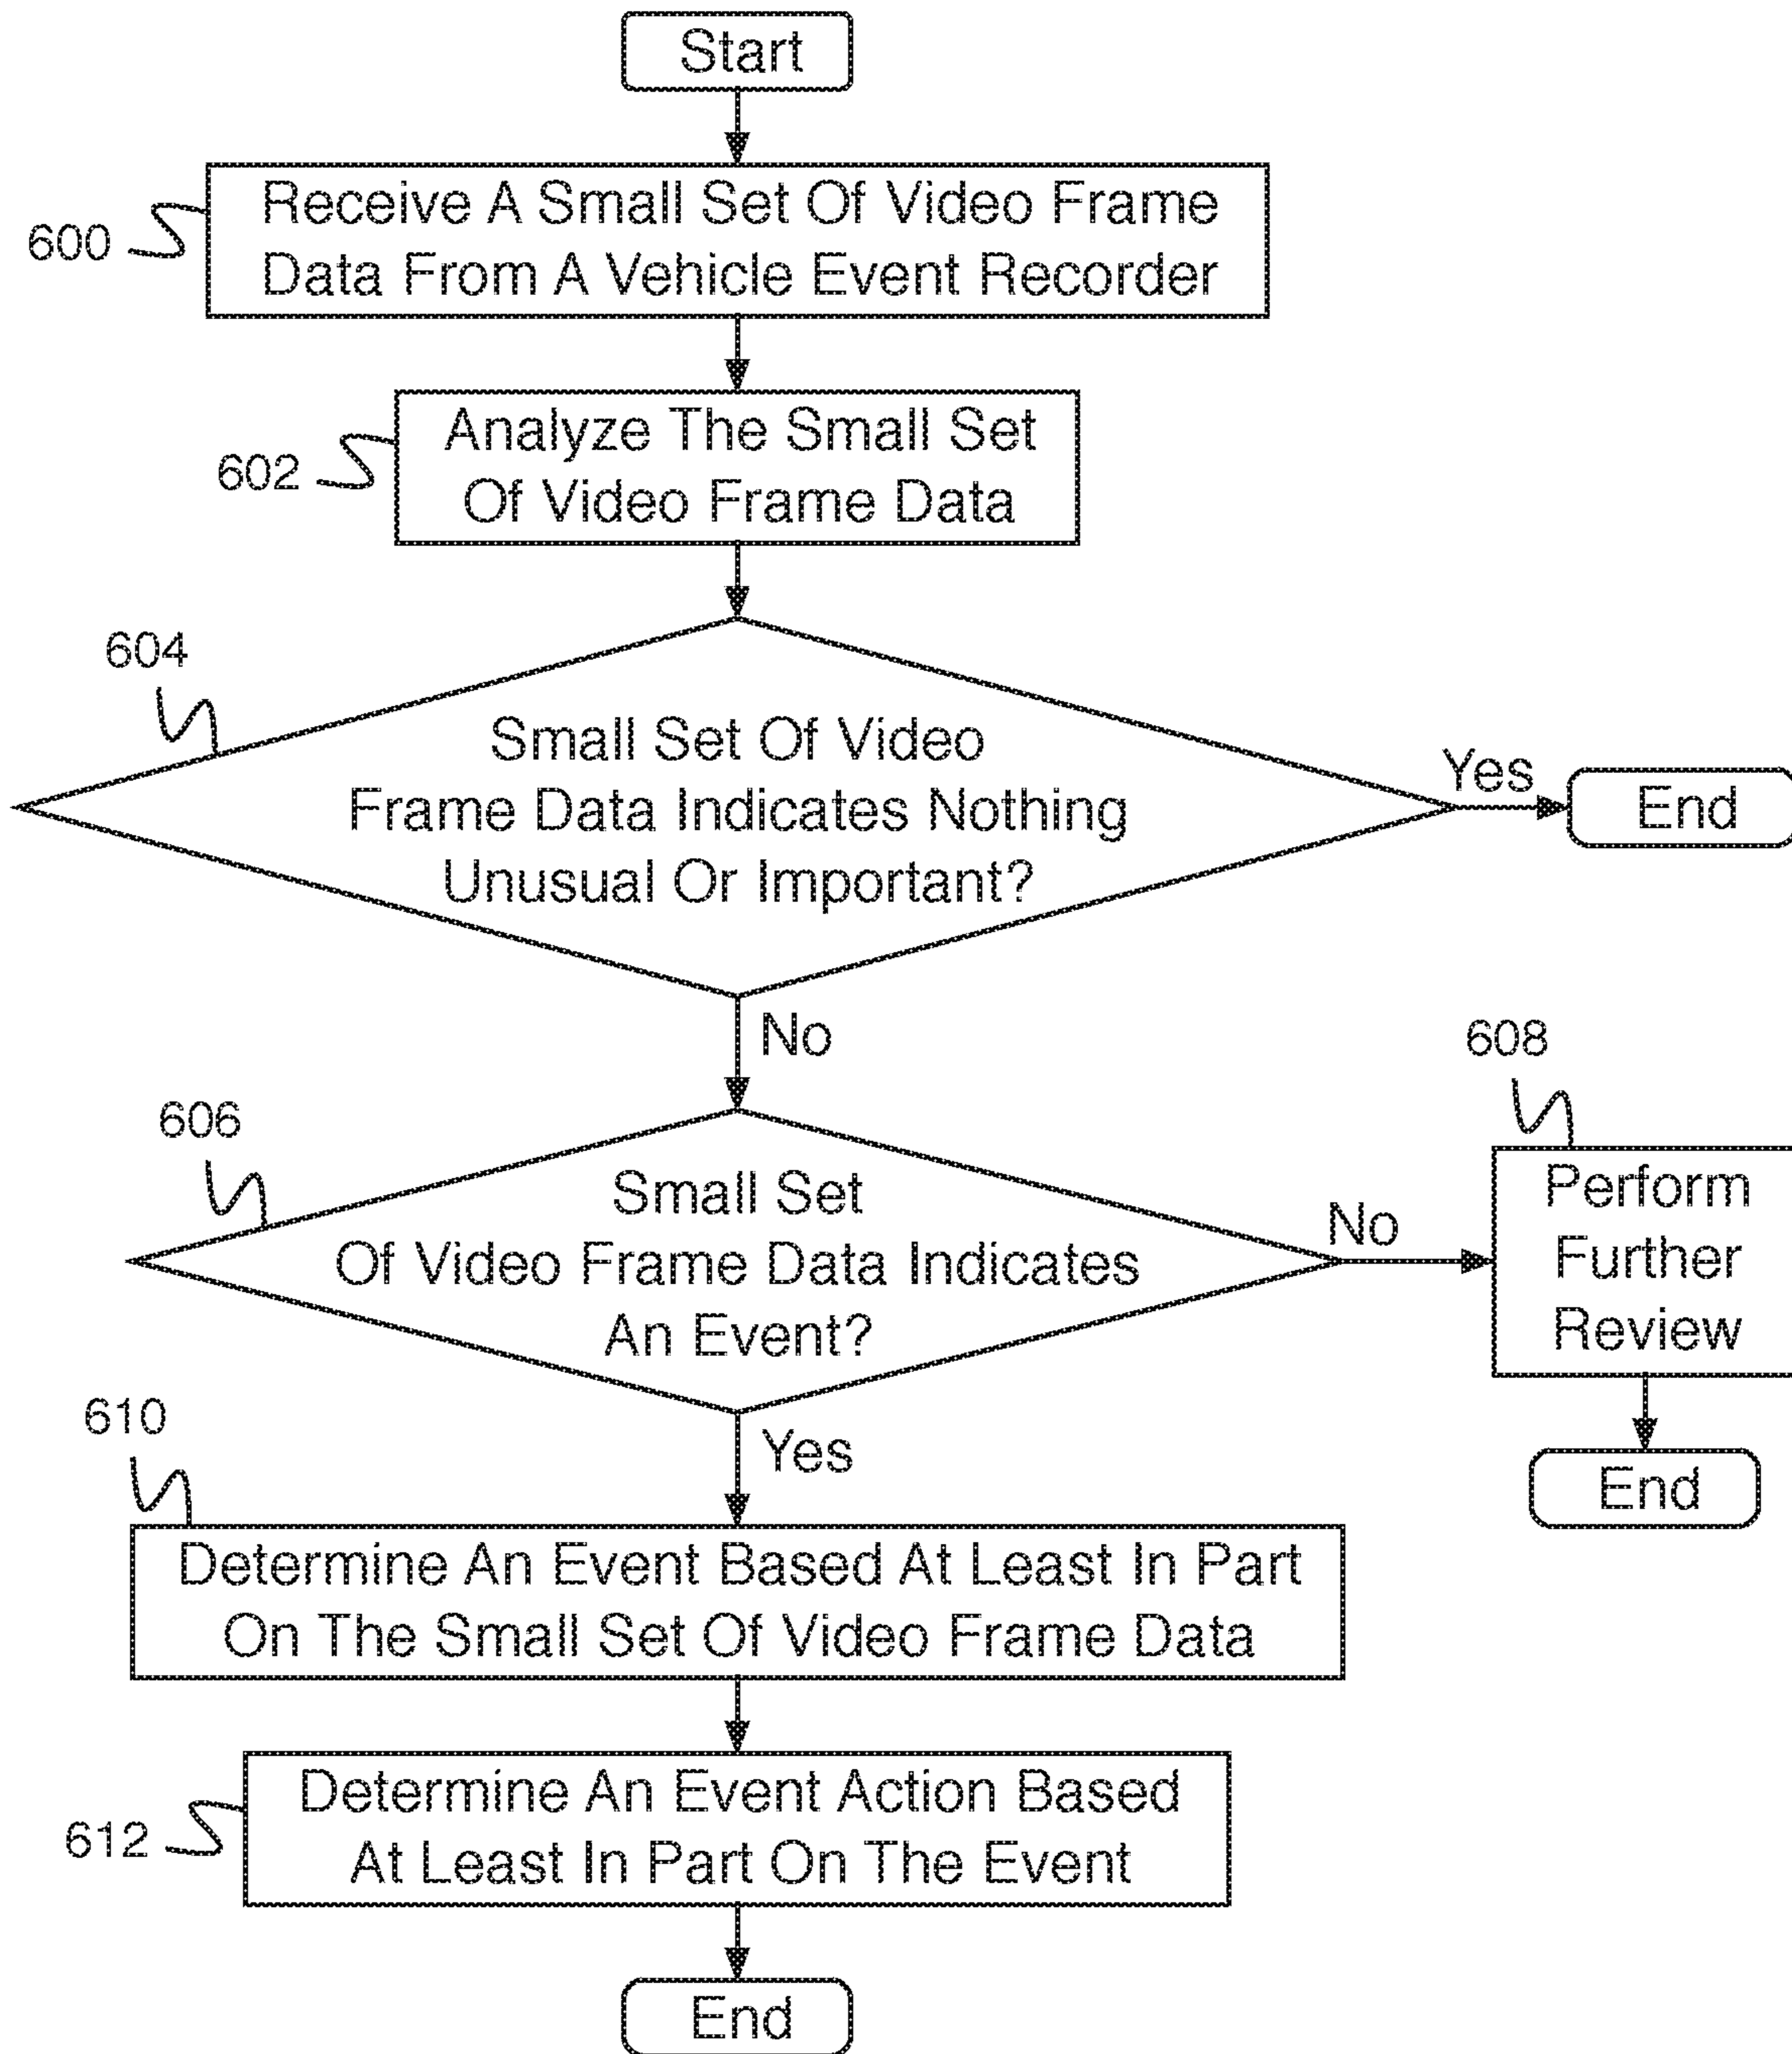 Start
600
Receive A Small Set Of Video Frame
Data From A Vehicle Event Recorder
602
Analyze The Small Set
Of Video Frame Data
604
Small Set Of Video
Frame Data Indicates Nothing
Unusual Or Important?
Yes
End
No
606
Small Set
Of Video Frame Data Indicates
An Event?
No
608
Perform
Further
Review
End
Yes
610
Determine An Event Based At Least In Part
On The Small Set Of Video Frame Data
612
Determine An Event Action Based
At Least In Part On The Event
End